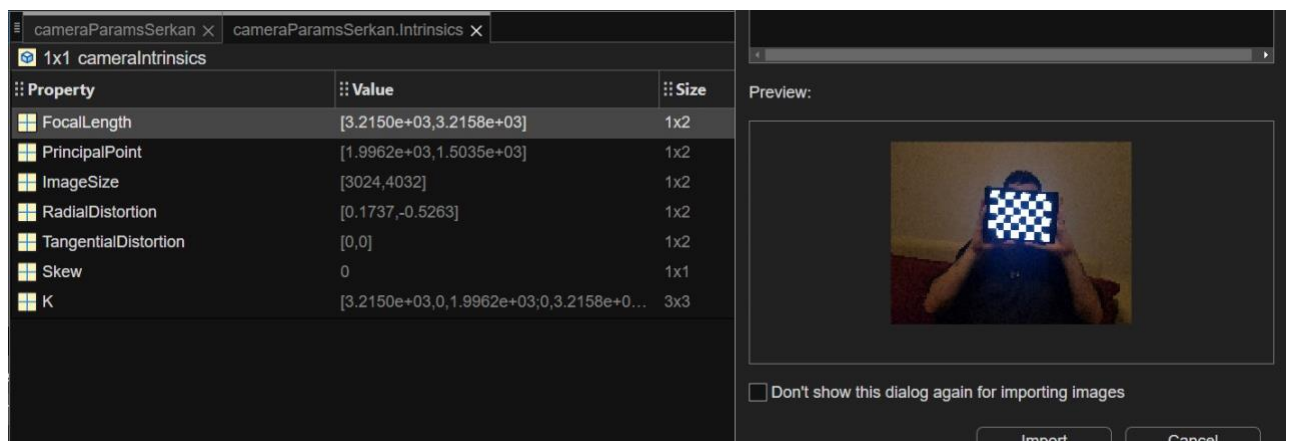 cameraParamsSerkan × cameraParamsSerkan.Intrinsics ×
1x1 cameraIntrinsics
Property Value Size
FocalLength [3.2150e+03,3.2158e+03] 1x2
PrincipalPoint [1.9962e+03,1.5035e+03] 1x2
ImageSize [3024,4032] 1x2
RadialDistortion [0.1737,-0.5263] 1x2
TangentialDistortion [0,0] 1x2
Skew 0 1x1
K [3.2150e+03,0,1.9962e+03;0,3.2158e+0... 3x3
Preview:
Don't show this dialog again for importing images
Import Cancel